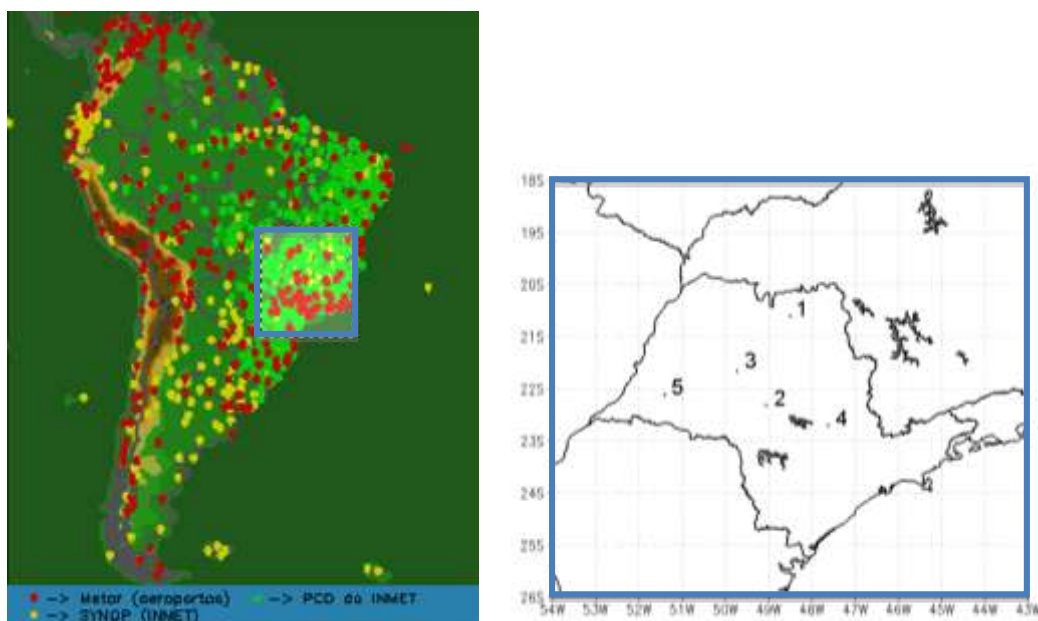 --> Metar (aeroportos) --> PCD do INMET
--> SYNOP (INMET)
18S
19S
20S
21S
22S
23S
24S
25S
26S
1
3
5
2
4
54W 53W 52W 51W 50W 49W 48W 47W 46W 45W 44W 43W